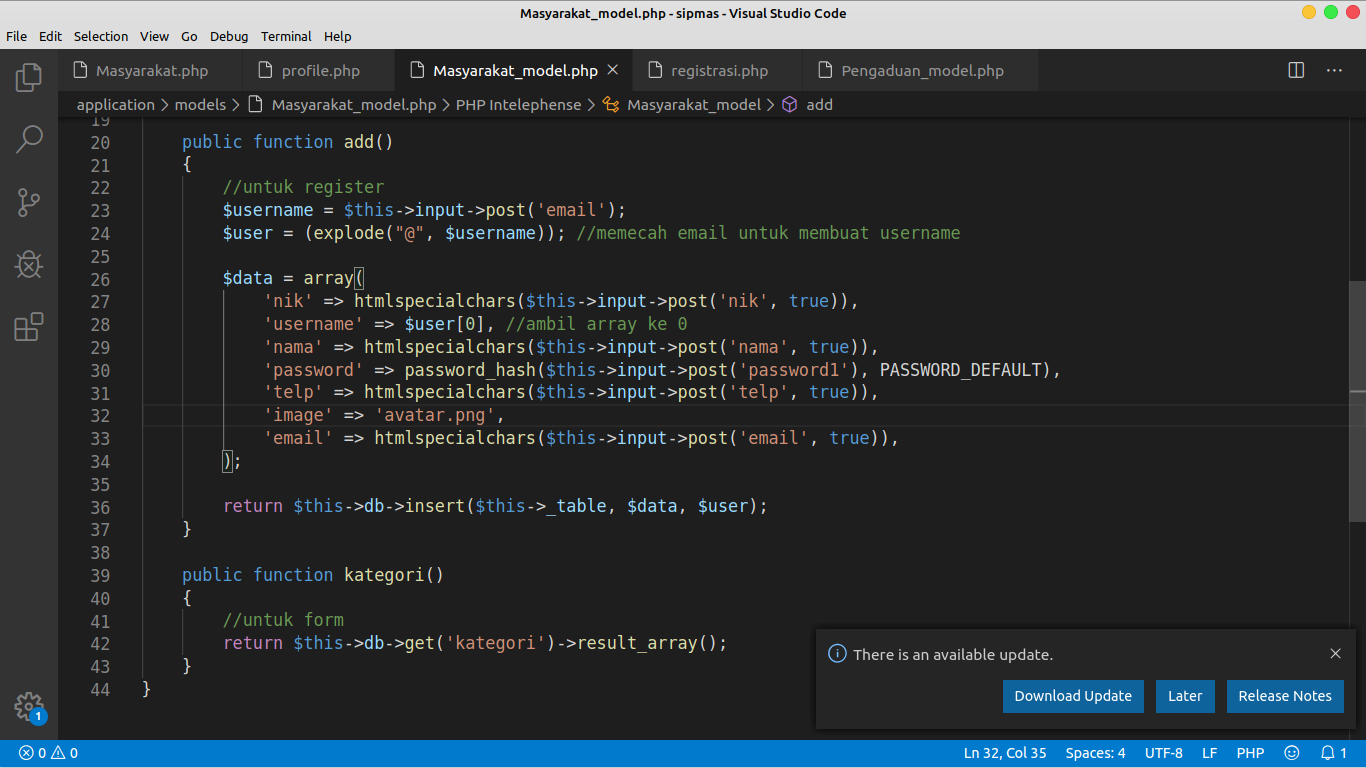 Masyarakat_model.php - sipmas - Visual Studio Code
File Edit Selection View Go Debug Terminal Help
Masyarakat.php profile.php Masyarakat_model.php registrasi.php Pengaduan_model.php
application > models > Masyarakat_model.php > PHP Intelephense > Masyarakat_model > add
19
20 public function add()
21 {
22 //untuk register
23 $username = $this->input->post('email');
24 $user = (explode("@", $username)); //memecah email untuk membuat username
25
26 $data = array(
27 'nik' => htmlspecialchars($this->input->post('nik', true)),
28 'username' => $user[0], //ambil array ke 0
29 'nama' => htmlspecialchars($this->input->post('nama', true)),
30 'password' => password_hash($this->input->post('password1'), PASSWORD_DEFAULT),
31 'telp' => htmlspecialchars($this->input->post('telp', true)),
32 'image' => 'avatar.png',
33 'email' => htmlspecialchars($this->input->post('email', true)),
34 );
35
36 return $this->db->insert($this->_table, $data, $user);
37 }
38
39 public function kategori()
40 {
41 //untuk form
42 return $this->db->get('kategori')->result_array();
43 }
44 }
There is an available update.
Download Update Later Release Notes
1
0 0 Ln 32, Col 35 Spaces: 4 UTF-8 LF PHP 1